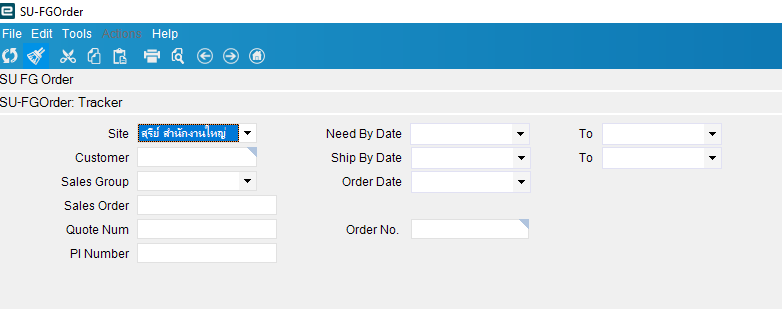 SU-FGOrder
File Edit Tools Actions Help
SU FG Order
SU-FGOrder: Tracker
Site สุรีย์ สำนักงานใหญ่ Need By Date To
Customer Ship By Date To
Sales Group Order Date
Sales Order
Quote Num Order No.
PI Number